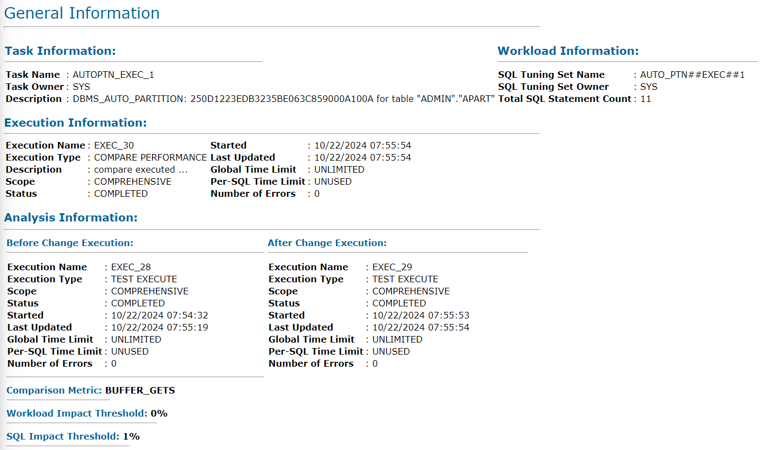 General Information
Task Information: Workload Information:
Task Name : AUTOPTN_EXEC_1 SQL Tuning Set Name : AUTO_PTN##EXEC##1
Task Owner : SYS SQL Tuning Set Owner : SYS
Description : DBMS_AUTO_PARTITION: 250D1223EDB3235BE063C859000A100A for table "ADMIN"."APART" Total SQL Statement Count : 11
Execution Information:
Execution Name : EXEC_30 Started : 10/22/2024 07:55:54
Execution Type : COMPARE PERFORMANCE Last Updated : 10/22/2024 07:55:54
Description : compare executed ... Global Time Limit : UNLIMITED
Scope : COMPREHENSIVE Per-SQL Time Limit : UNUSED
Status : COMPLETED Number of Errors : 0
Analysis Information:
Before Change Execution: After Change Execution:
Execution Name : EXEC_28 Execution Name : EXEC_29
Execution Type : TEST EXECUTE Execution Type : TEST EXECUTE
Scope : COMPREHENSIVE Scope : COMPREHENSIVE
Status : COMPLETED Status : COMPLETED
Started : 10/22/2024 07:54:32 Started : 10/22/2024 07:55:53
Last Updated : 10/22/2024 07:55:19 Last Updated : 10/22/2024 07:55:54
Global Time Limit : UNLIMITED Global Time Limit : UNLIMITED
Per-SQL Time Limit : UNUSED Per-SQL Time Limit : UNUSED
Number of Errors : 0 Number of Errors : 0
Comparison Metric: BUFFER_GETS
Workload Impact Threshold: 0%
SQL Impact Threshold: 1%